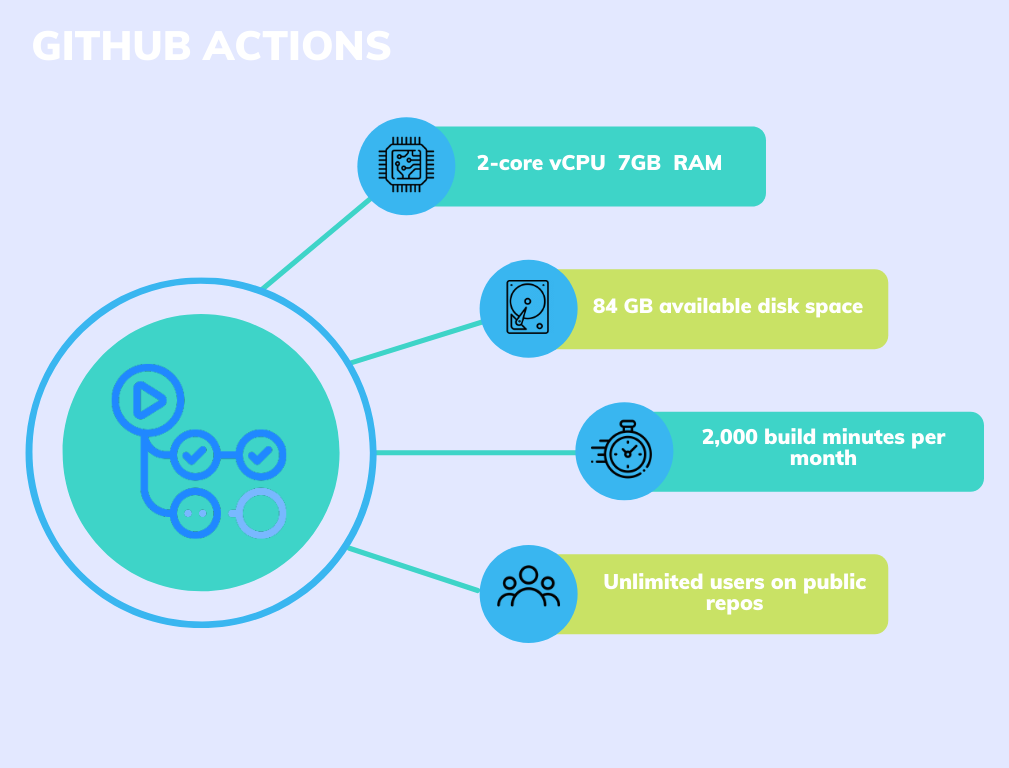 GITHUB ACTIONS
2-core vCPU 7GB RAM
84 GB available disk space
2,000 build minutes per
month
Unlimited users on public
repos